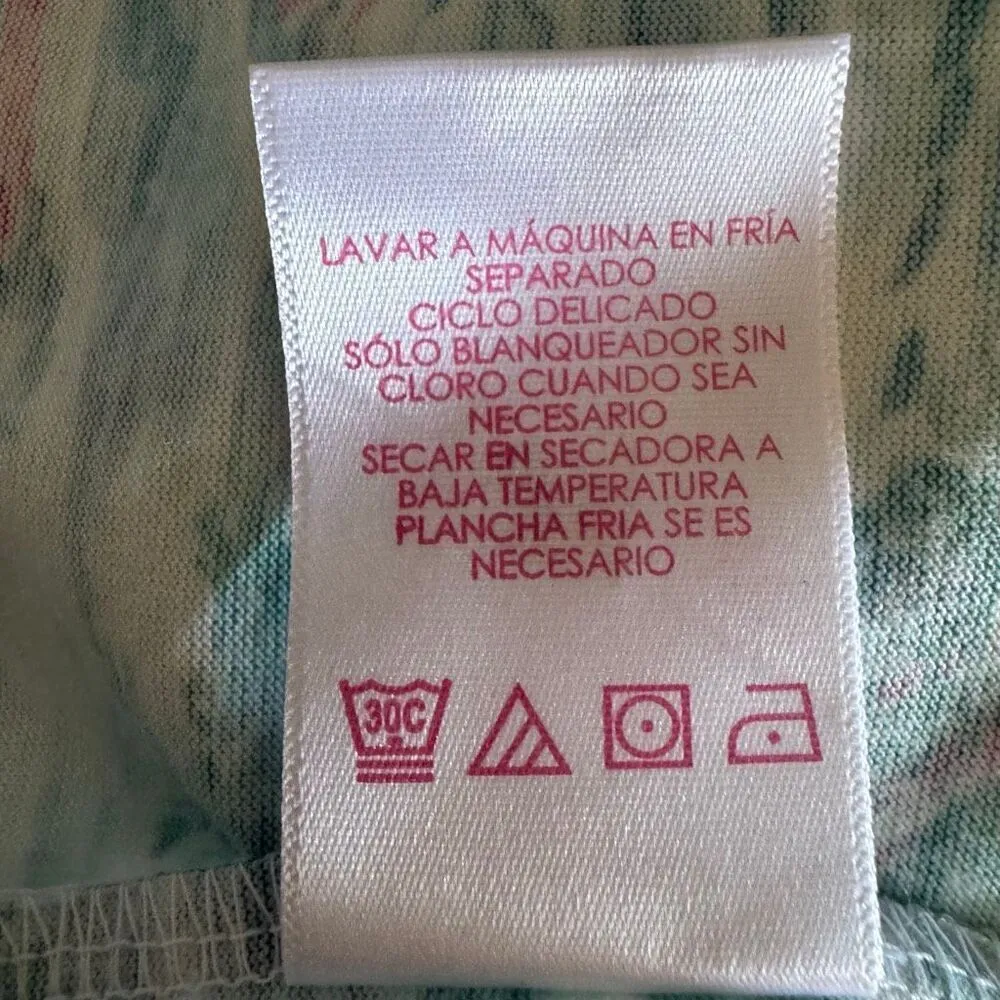 LAVAR A MÁQUINA EN FRÍA
SEPARADO
CICLO DELICADO
SÓLO BLANQUEADOR SIN
CLORO CUANDO SEA
NECESARIO
SECAR EN SECADORA A
BAJA TEMPERATURA
PLANCHA FRIA SE ES
NECESARIO
30C